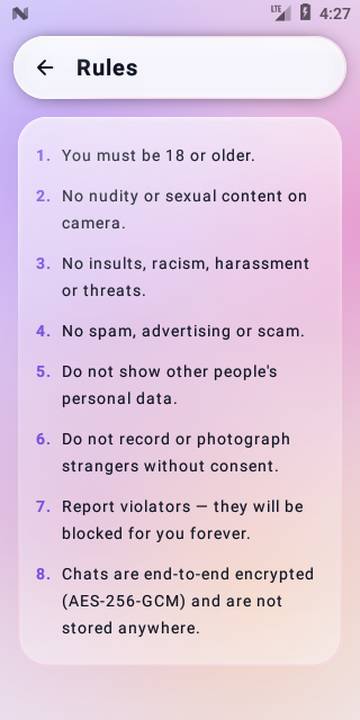 LTE
4:27
Rules
1. You must be 18 or older.
2. No nudity or sexual content on
camera.
3. No insults, racism, harassment
or threats.
4. No spam, advertising or scam.
5. Do not show other people's
personal data.
6. Do not record or photograph
strangers without consent.
7. Report violators — they will be
blocked for you forever.
8. Chats are end-to-end encrypted
(AES-256-GCM) and are not
stored anywhere.